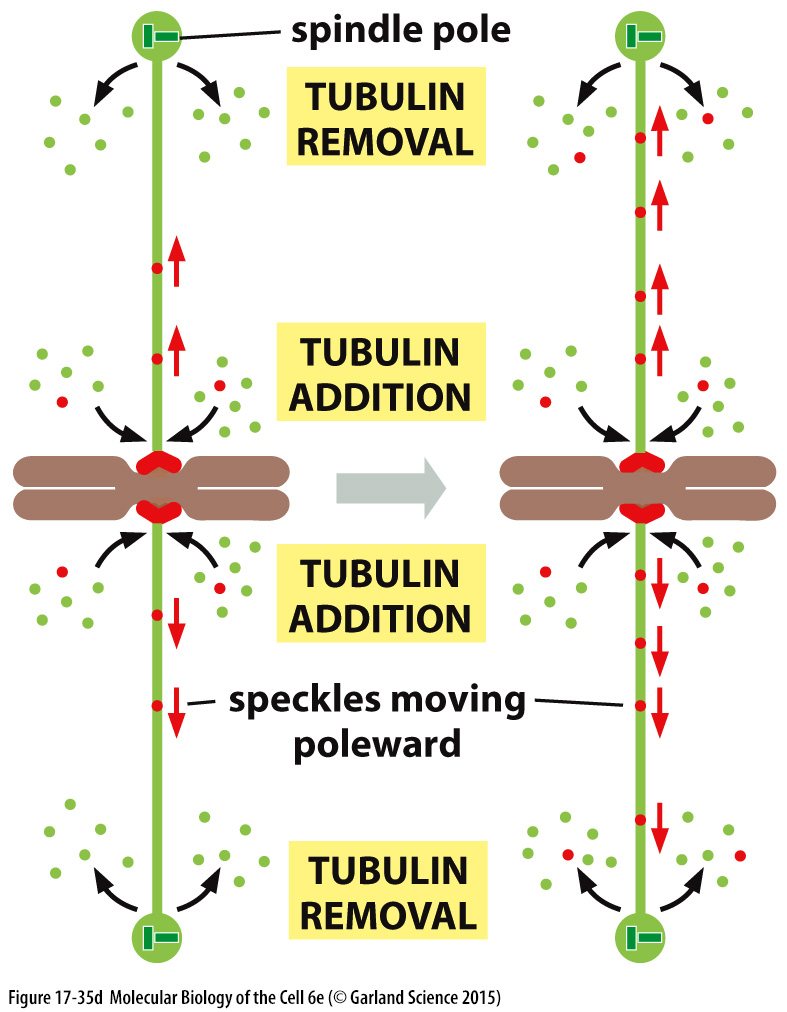 spindle pole
TUBULIN
REMOVAL
TUBULIN
ADDITION
TUBULIN
ADDITION
speckles moving
poleward
TUBULIN
REMOVAL
Figure 17-35d Molecular Biology of the Cell 6e (© Garland Science 2015)